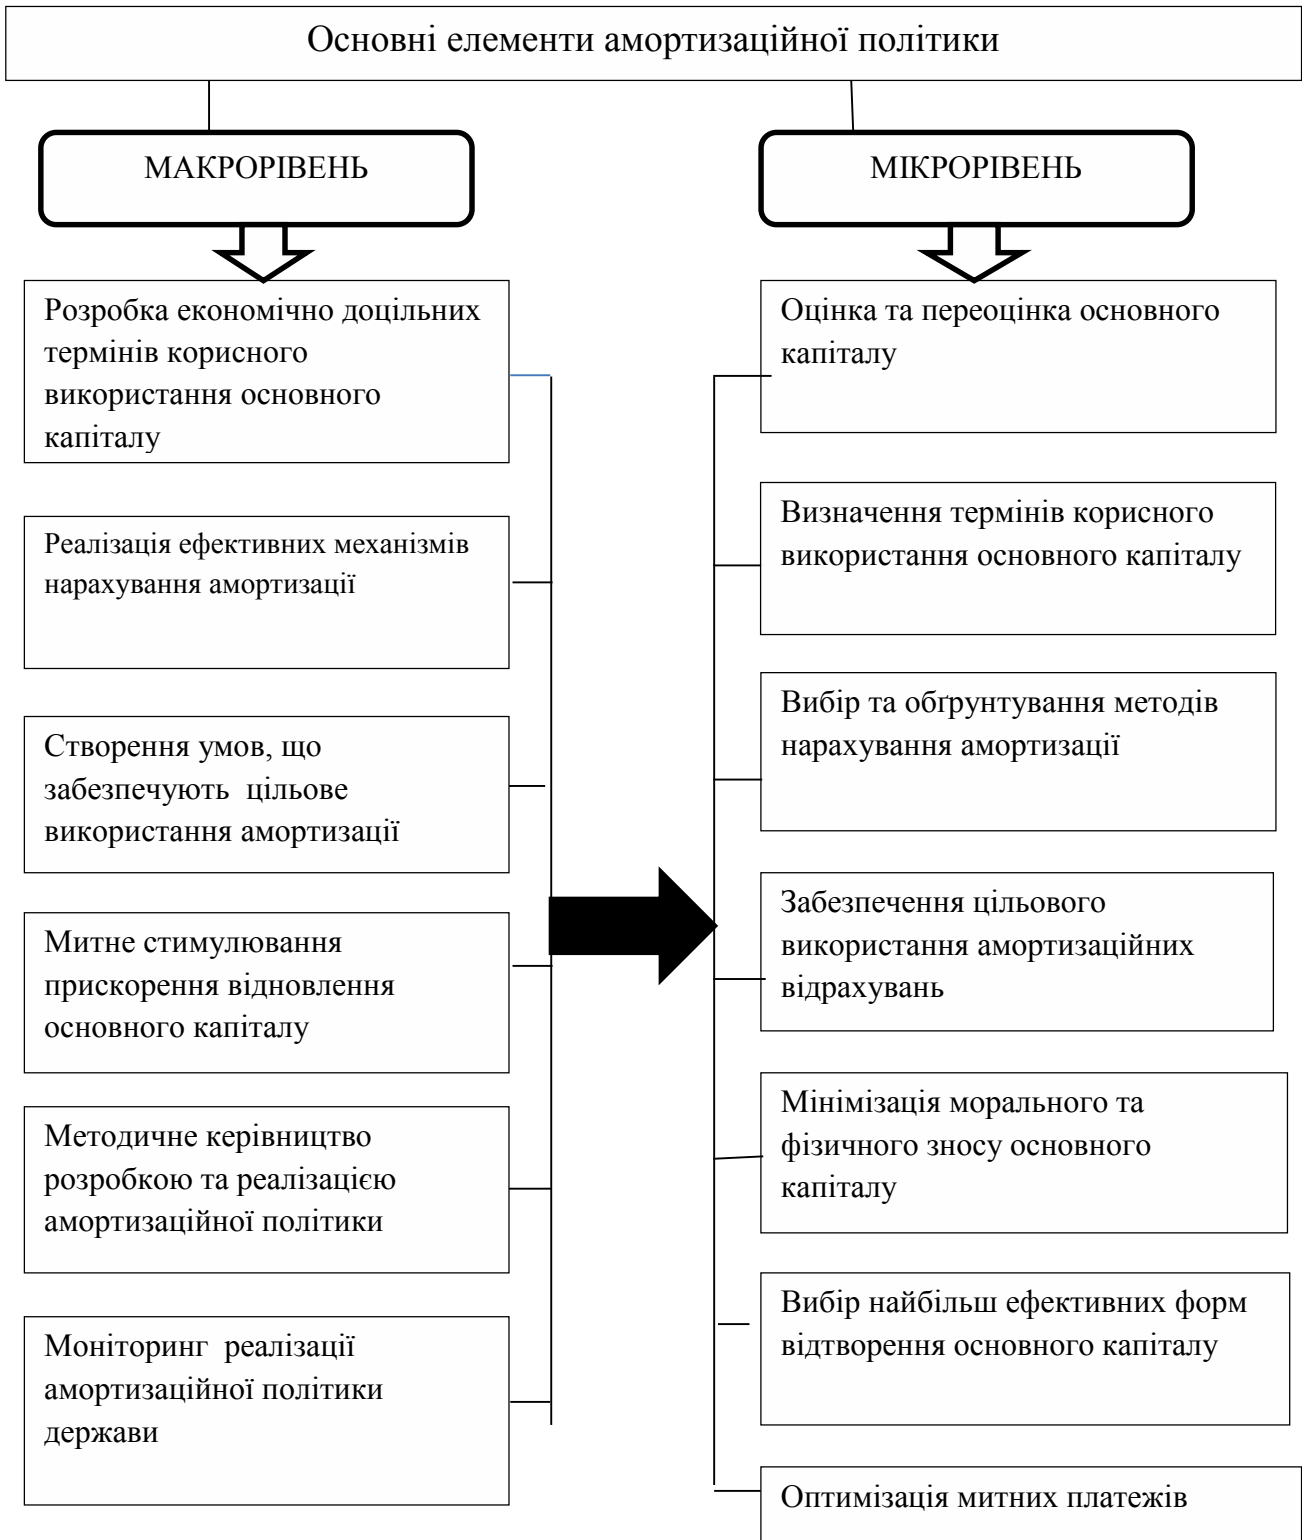 Основні елементи амортизаційної політики
МАКРОРІВЕНЬ
МІКРОРІВЕНЬ
Розробка економічно доцільних
термінів корисного
використання основного
капіталу
Реалізація ефективних механізмів
нарахування амортизації
Створення умов, що
забезпечують цільове
використання амортизації
Митне стимулювання
прискорення відновлення
основного капіталу
Методичне керівництво
розробкою та реалізацією
амортизаційної політики
Моніторинг реалізації
амортизаційної політики
держави
Оцінка та переоцінка основного
капіталу
Визначення термінів корисного
використання основного капіталу
Вибір та обґрунтування методів
нарахування амортизації
Забезпечення цільового
використання амортизаційних
відрахувань
Мінімізація морального та
фізичного зносу основного
капіталу
Вибір найбільш ефективних форм
відтворення основного капіталу
Оптимізація митних платежів